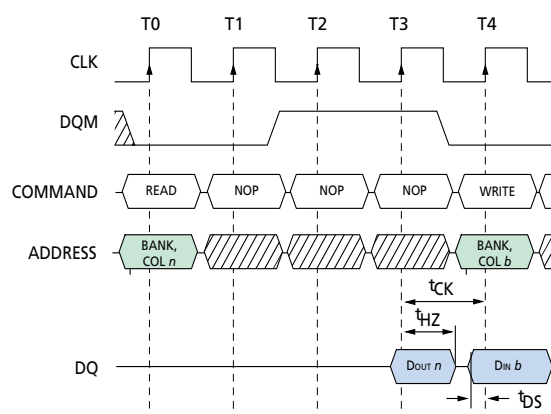 T0 T1 T2 T3 T4
CLK
DQM
COMMAND READ NOP NOP NOP WRITE
ADDRESS BANK, COL n BANK, COL b
tCK
tHZ
DQ DOUT n DIN b
tDS